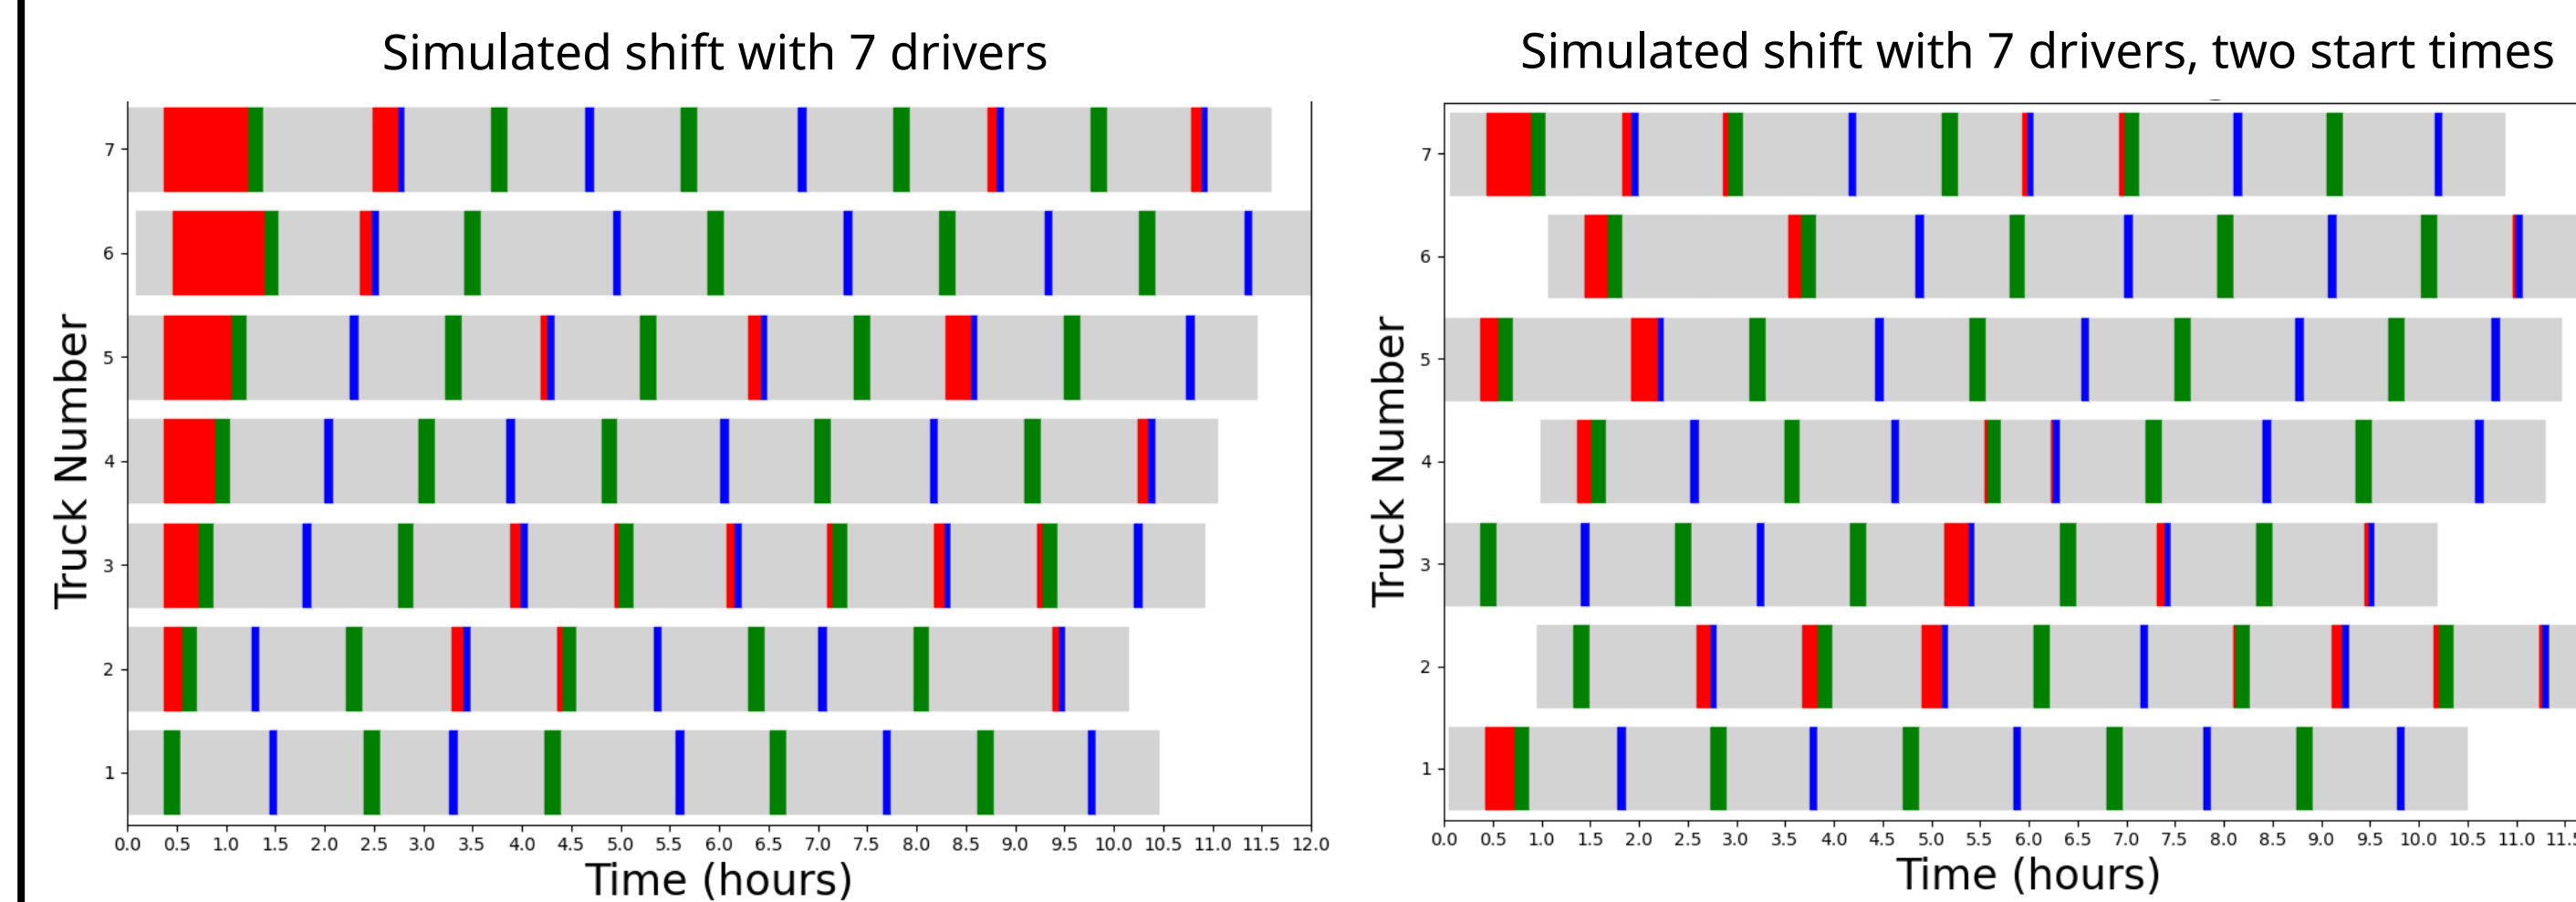 Simulated shift with 7 drivers
7
6
5
4
3
2
1
Truck Number
0.0 0.5 1.0 1.5 2.0 2.5 3.0 3.5 4.0 4.5 5.0 5.5 6.0 6.5 7.0 7.5 8.0 8.5 9.0 9.5 10.0 10.5 11.0 11.5 12.0
Time (hours)
Simulated shift with 7 drivers, two start times
7
6
5
4
3
2
1
Truck Number
0.0 0.5 1.0 1.5 2.0 2.5 3.0 3.5 4.0 4.5 5.0 5.5 6.0 6.5 7.0 7.5 8.0 8.5 9.0 9.5 10.0 10.5 11.0 11.5
Time (hours)